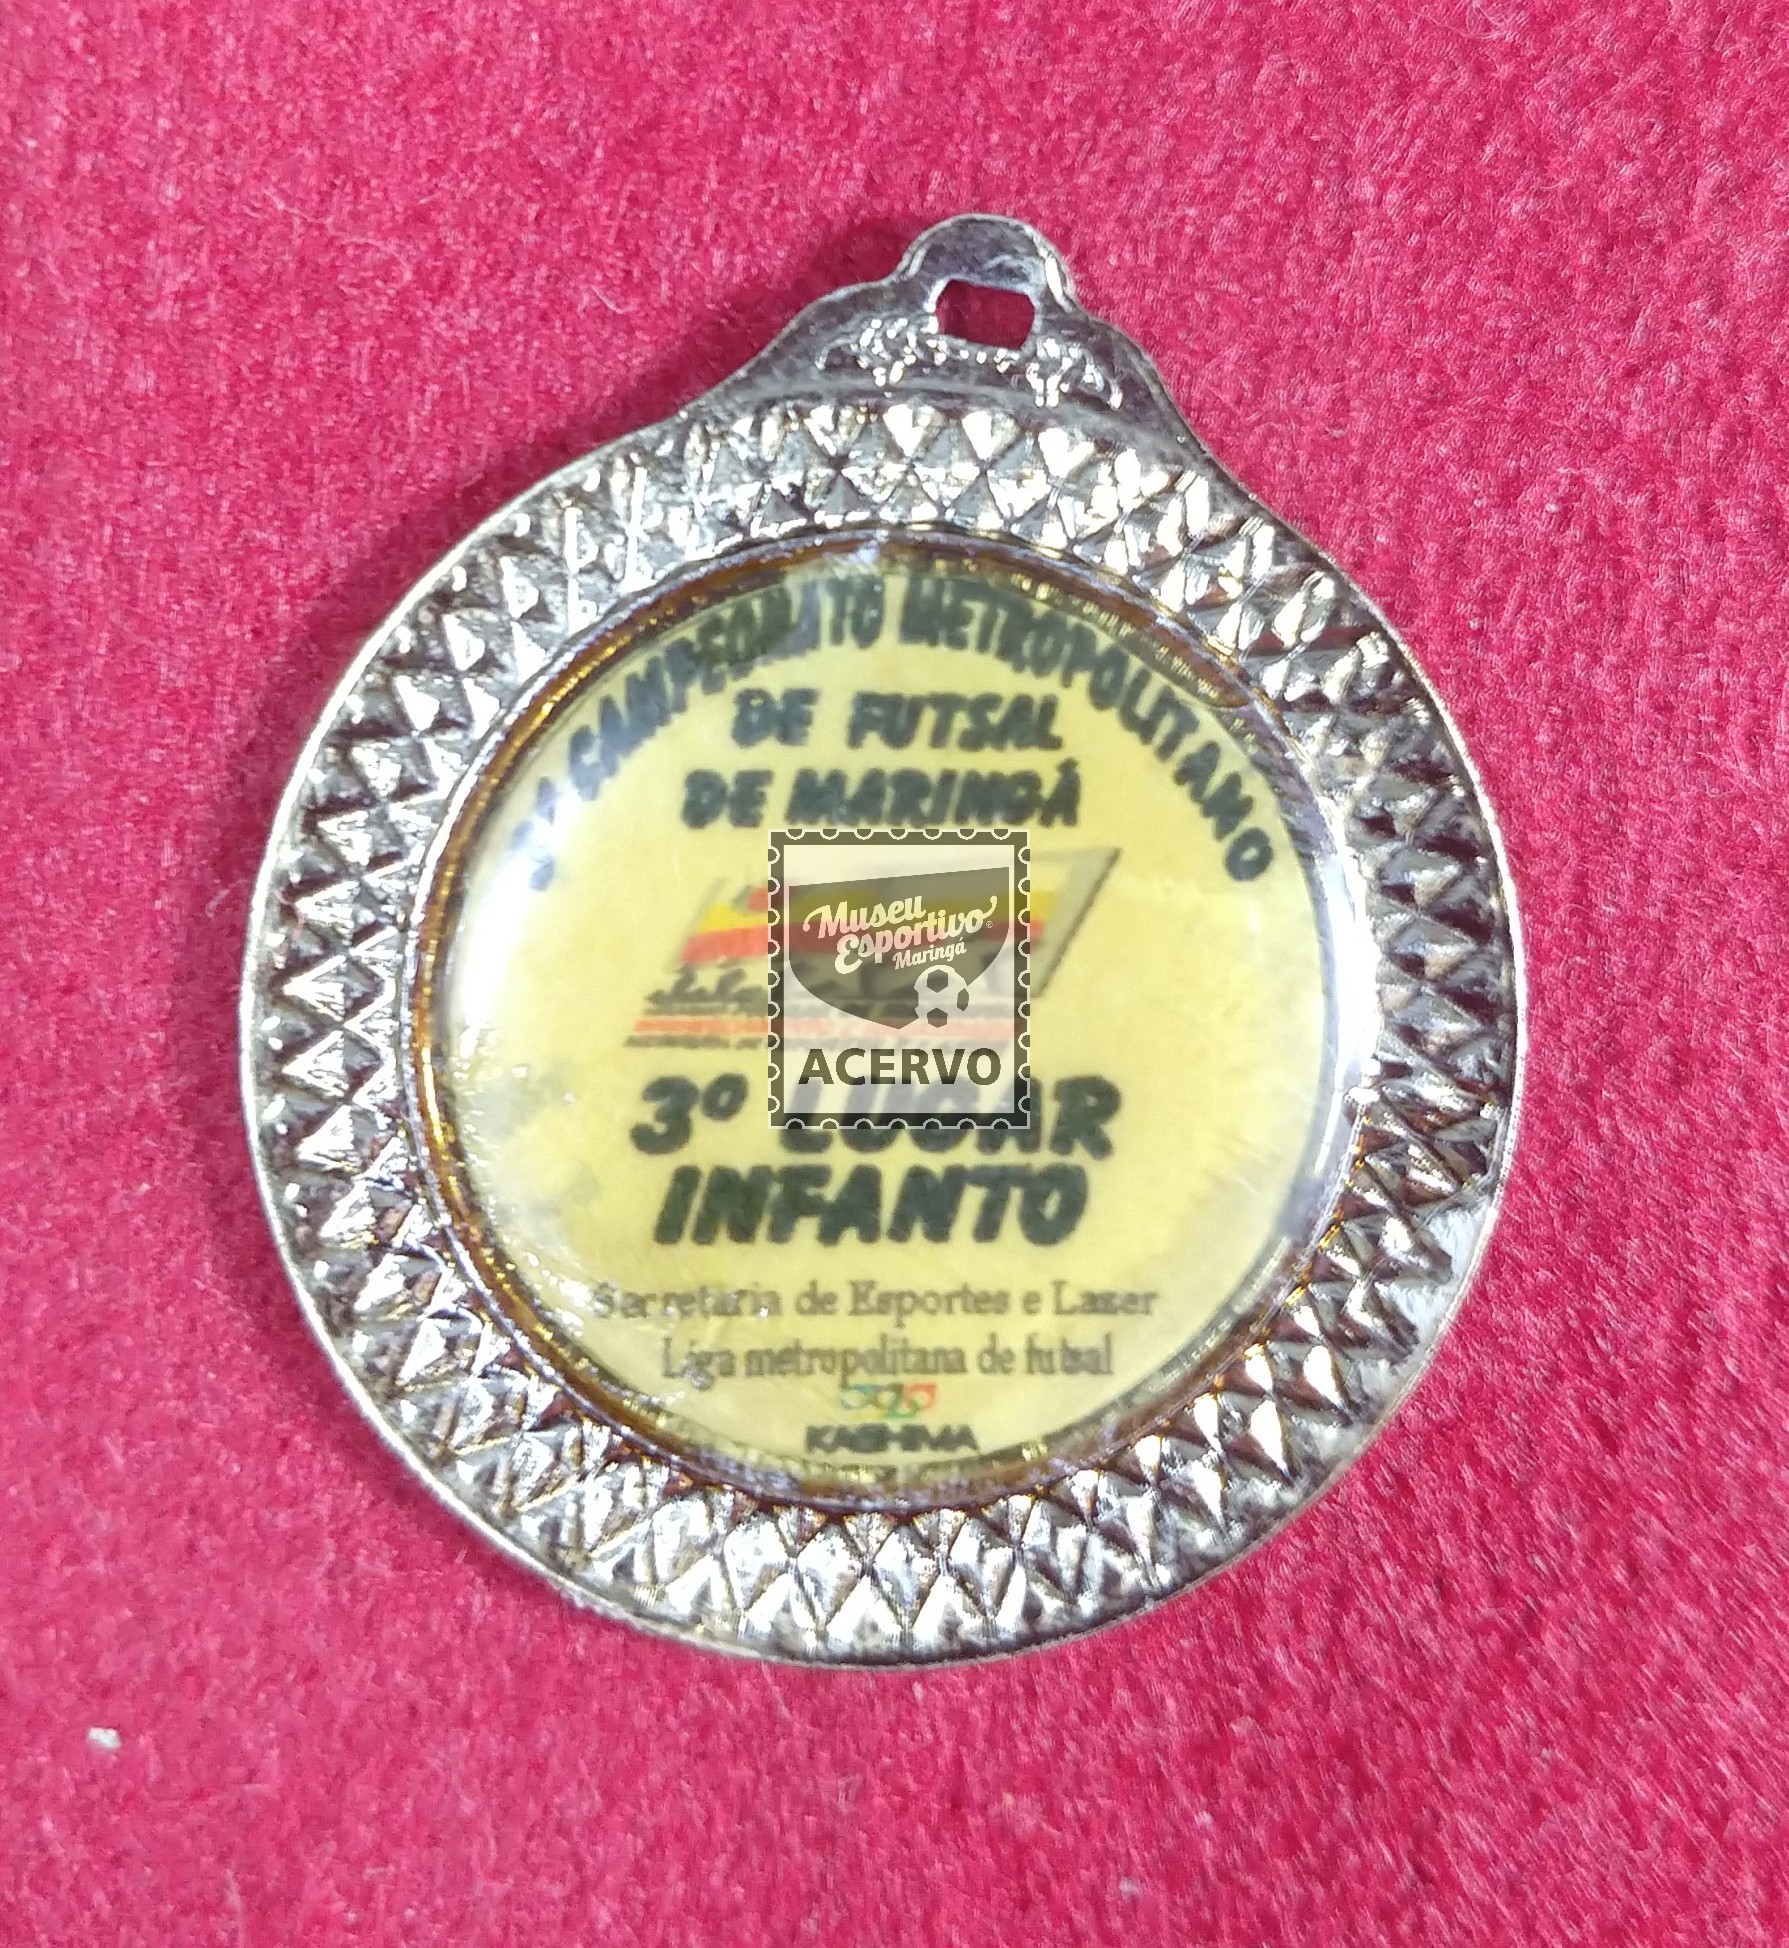 CAMPEONATO METROPOLITANO
DE FUTSAL
DE MARINGÁ
Museu
Esportivo®
Maringá
ACERVO
3º LUGAR
INFANTO
Secretaria de Esportes e Lazer
Liga metropolitana de futsal
KASHIMA